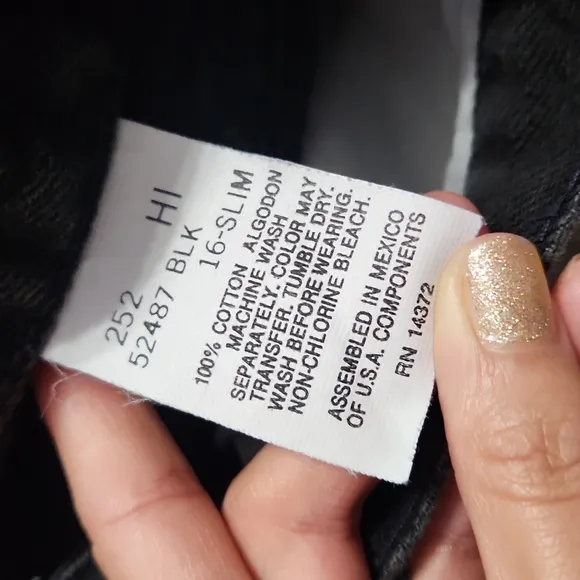 HI
252
52487 BLK
16-SLIM
100% COTTON ALGODON
MACHINE WASH
SEPARATELY. COLOR MAY
TRANSFER. TUMBLE DRY.
WASH BEFORE WEARING.
NON-CHLORINE BLEACH.
ASSEMBLED IN MEXICO
OF U.S.A. COMPONENTS
RN 14372